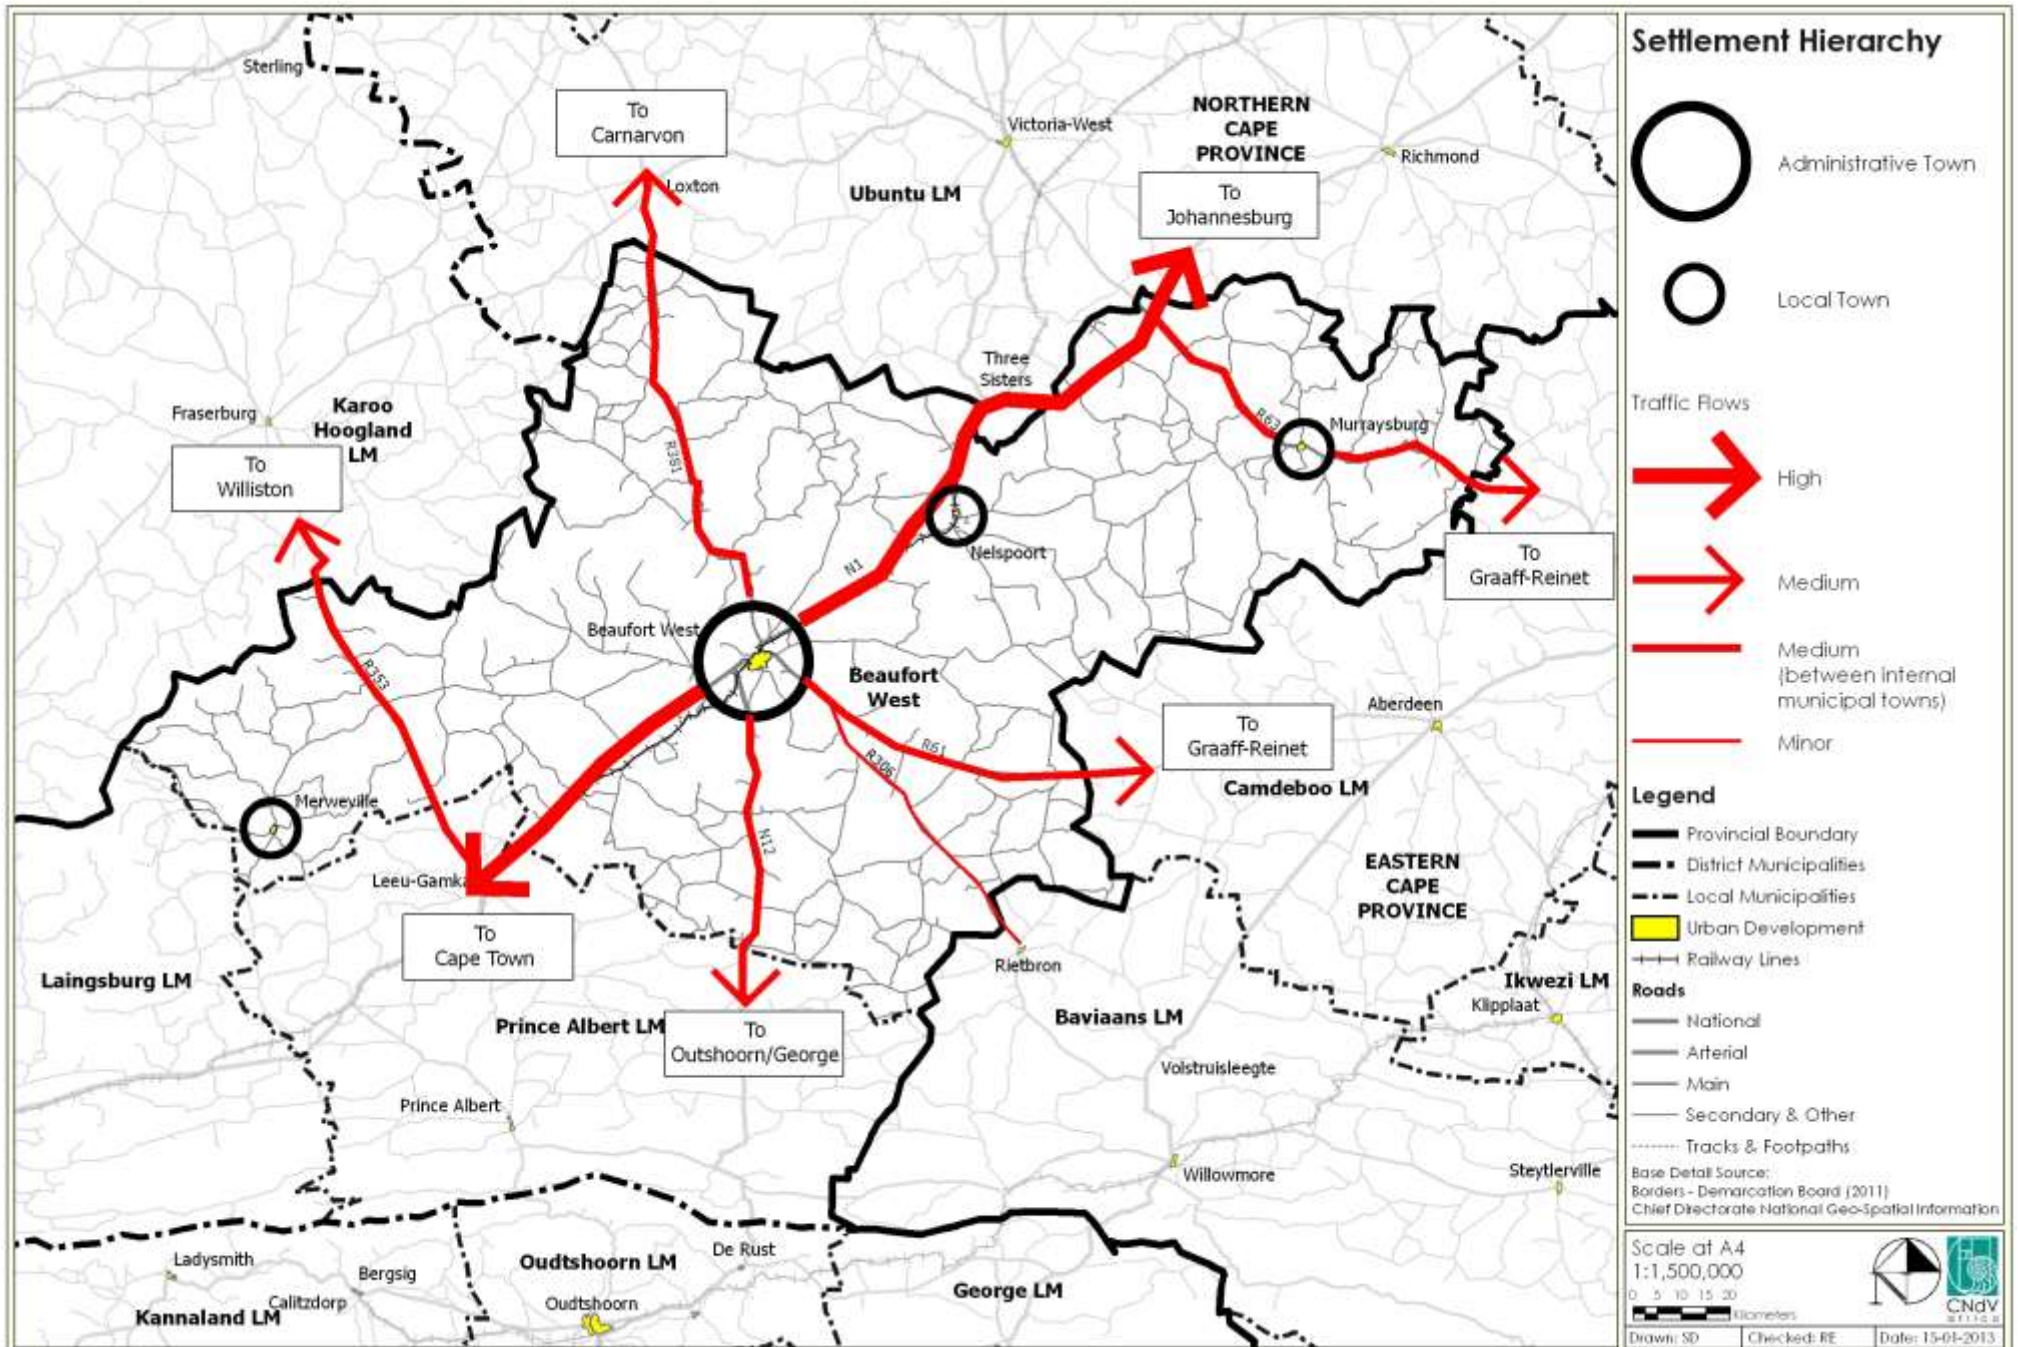 Sterling
To
Carnarvon
Loxton
Victoria-West
Ubuntu LM
NORTHERN
CAPE
PROVINCE
Richmond
To
Johannesburg
Three
Sisters
Fraserburg
Karoo
Hoogland
LM
To
Williston
R381
R63
Murraysburg
N1
Nelspoort
To
Graaff-Reinet
Beaufort West
Beaufort
West
R353
Aberdeen
To
Graaff-Reinet
R61
R306
Camdeboo LM
Merweville
N12
Leeu-Gamka
EASTERN
CAPE
PROVINCE
To
Cape Town
Rietbron
Laingsburg LM
Ikwezi LM
Klipplaat
Prince Albert LM
To
Outshoorn/George
Baviaans LM
Volstruisleegte
Prince Albert
Willowmore
Steytlerville
Ladysmith
Bergsig
Oudtshoorn LM
De Rust
Calitzdorp
Kannaland LM
Oudtshoorn
George LM
Settlement Hierarchy
Administrative Town
Local Town
Traffic Flows
High
Medium
Medium
(between internal
municipal towns)
Minor
Legend
Provincial Boundary
District Municipalities
Local Municipalities
Urban Development
Railway Lines
Roads
National
Arterial
Main
Secondary & Other
Tracks & Footpaths
Base Detail Source:
Borders - Demarcation Board (2011)
Chief Directorate National Geo-Spatial Information
Scale at A4
1:1,500,000
0 5 10 15 20
Kilometers
CNdV
africa
Drawn: SD
Checked: RE
Date: 15-01-2013